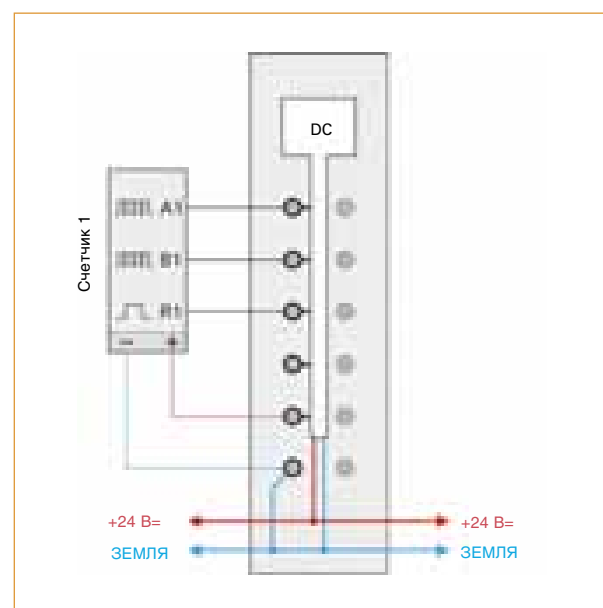 DC
Счетчик 1
A1
B1
R1
− +
+24 В= +24 В=
ЗЕМЛЯ ЗЕМЛЯ